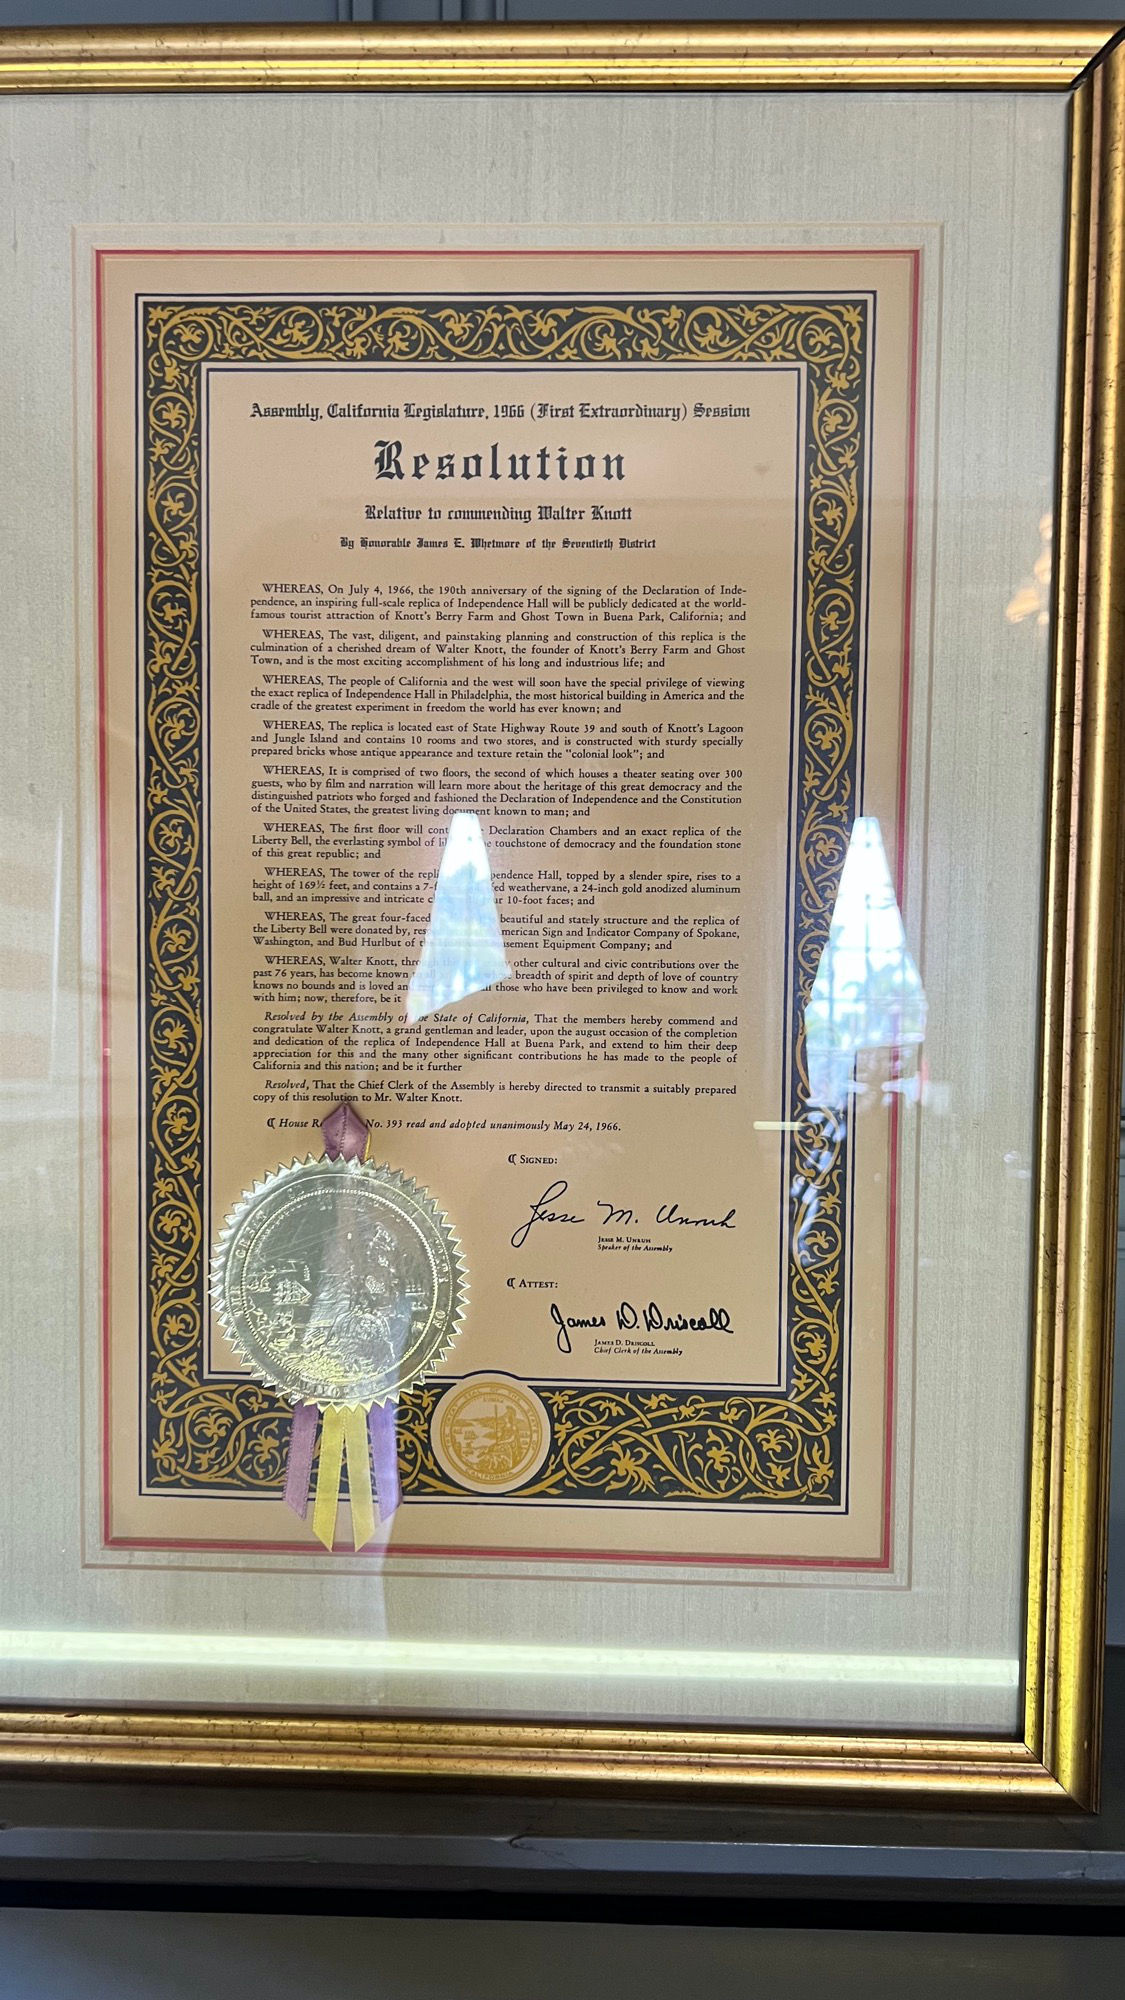 Assembly, California Legislature, 1966 (First Extraordinary) Session
Resolution
Relative to commending Walter Knott
By Honorable James E. Whetmore of the Seventieth District
WHEREAS, On July 4, 1966, the 190th anniversary of the signing of the Declaration of Inde-
pendence, an inspiring full-scale replica of Independence Hall will be publicly dedicated at the world-
famous tourist attraction of Knott's Berry Farm and Ghost Town in Buena Park, California; and
WHEREAS, The vast, diligent, and painstaking planning and construction of this replica is the
culmination of a cherished dream of Walter Knott, the founder of Knott's Berry Farm and Ghost
Town, and is the most exciting accomplishment of his long and industrious life; and
WHEREAS, The people of California and the west will soon have the special privilege of viewing
the exact replica of Independence Hall in Philadelphia, the most historical building in America and the
cradle of the greatest experiment in freedom the world has ever known; and
WHEREAS, The replica is located east of State Highway Route 39 and south of Knott's Lagoon
and Jungle Island and contains 10 rooms and two stores, and is constructed with sturdy specially
prepared bricks whose antique appearance and texture retain the "colonial look"; and
WHEREAS, It is comprised of two floors, the second of which houses a theater seating over 300
guests, who by film and narration will learn more about the heritage of this great democracy and the
distinguished patriots who forged and fashioned the Declaration of Independence and the Constitution
of the United States, the greatest living document known to man; and
WHEREAS, The first floor will Declaration Chambers and an exact replica of the
Liberty Bell, the everlasting symbol of touchstone of democracy and the foundation stone
of this great republic; and
WHEREAS, The tower of the topped by a slender spire, rises to a
height of 169½ feet, and contains a weathervane, a 24-inch gold anodized aluminum
ball, and an impressive and intricate 10-foot faces; and
WHEREAS, The great four-faced beautiful and stately structure and the replica of
the Liberty Bell were donated by, Sign and Indicator Company of Spokane,
Washington, and Bud Hurlbut of Equipment Company; and
WHEREAS, Walter Knott, other cultural and civic contributions over the
past 76 years, has become known breadth of spirit and depth of love of country
knows no bounds and is loved those who have been privileged to know and work
with him; now, therefore, be it
Resolved by the Assembly of the State of California, That the members hereby commend and
congratulate Walter Knott, a grand gentleman and leader, upon the august occasion of the completion
and dedication of the replica of Independence Hall at Buena Park, and extend to him their deep
appreciation for this and the many other significant contributions he has made to the people of
California and this nation; and be it further
Resolved, That the Chief Clerk of the Assembly is hereby directed to transmit a suitably prepared
copy of this resolution to Mr. Walter Knott.
House No. 393 read and adopted unanimously May 24, 1966.
SIGNED:
Jesse M. Unruh
JESSE M. UNRUH
Speaker of the Assembly
ATTEST:
James D. Driscoll
JAMES D. DRISCOLL
Chief Clerk of the Assembly
CALIFORNIA